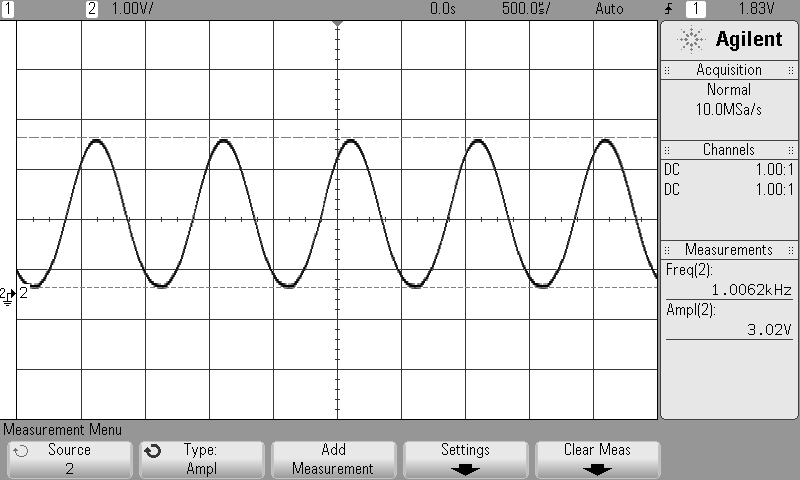 1 2 1.00V/ 0.0s 500.0㎲/ Auto 1 1.83V
Agilent
Acquisition
Normal
10.0MSa/s
Channels
DC 1.00:1
DC 1.00:1
Measurements
Freq(2):
1.0062kHz
Ampl(2):
3.02V
2 2
Measurement Menu
Source
2
Type:
Ampl
Add
Measurement
Settings
Clear Meas